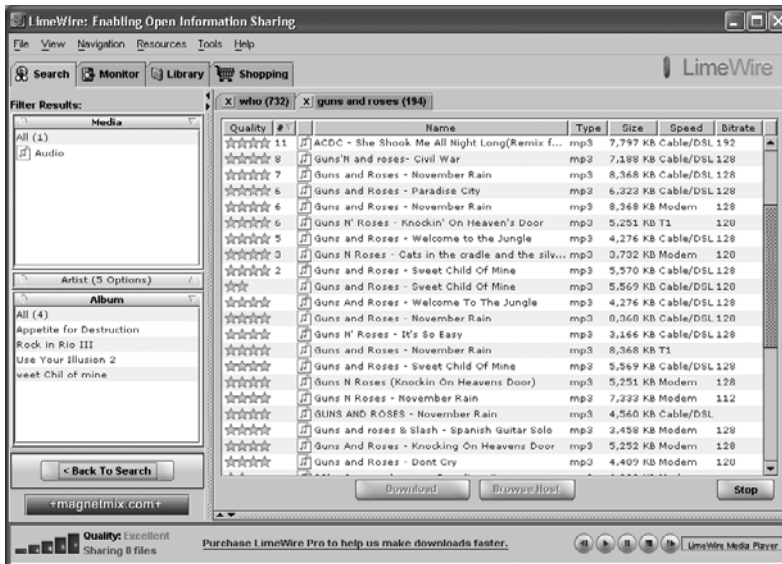 LimeWire: Enabling Open Information Sharing
File View Navigation Resources Tools Help
Search Monitor Library Shopping LimeWire
Filter Results:
x who (732) x guns and roses (194)
Media
All (1)
Audio
Artist (5 Options)
Album
All (4)
Appetite for Destruction
Rock in Rio III
Use Your Illusion 2
weet Chil of mine
< Back To Search
+magnetmix.com+
Quality # Name Type Size Speed Bitrate
11 ACDC - She Shook Me All Night Long(Remix f... mp3 7,797 KB Cable/DSL 192
8 Guns'N and roses- Civil War mp3 7,188 KB Cable/DSL 128
7 Guns and Roses - November Rain mp3 8,368 KB Cable/DSL 128
6 Guns and Roses - Paradise City mp3 6,323 KB Cable/DSL 128
6 Guns and Roses - November Rain mp3 8,368 KB Modem 128
6 Guns N' Roses - Knockin' On Heaven's Door mp3 5,251 KB T1 128
5 Guns and Roses - Welcome to the Jungle mp3 4,276 KB Cable/DSL 128
3 Guns N Roses - Cats in the cradle and the silv... mp3 3,732 KB Modem 128
2 Guns and Roses - Sweet Child Of Mine mp3 5,570 KB Cable/DSL 128
Guns and Roses - Sweet Child Of Mine mp3 5,569 KB Cable/DSL 128
Guns And Roses - Welcome To The Jungle mp3 4,276 KB Cable/DSL 128
Guns and Roses - November Rain mp3 8,368 KB Cable/DSL 128
Guns N' Roses - It's So Easy mp3 3,166 KB Cable/DSL 128
Guns and Roses - November Rain mp3 8,368 KB T1
Guns and Roses - Sweet Child Of Mine mp3 5,569 KB Cable/DSL 128
Guns N Roses (Knockin On Heavens Door) mp3 5,251 KB Modem 128
Guns N Roses - November Rain mp3 7,333 KB Modem 112
GUNS AND ROSES - November Rain mp3 4,560 KB Cable/DSL
Guns and roses & Slash - Spanish Guitar Solo mp3 3,458 KB Modem 128
Guns And Roses - Knocking On Heavens Door mp3 5,252 KB Modem 128
Guns and Roses - Dont Cry mp3 4,409 KB Modem 128
Download Browse Host Stop
Quality: Excellent
Sharing 0 files
Purchase LimeWire Pro to help us make downloads faster.
LimeWire Media Player